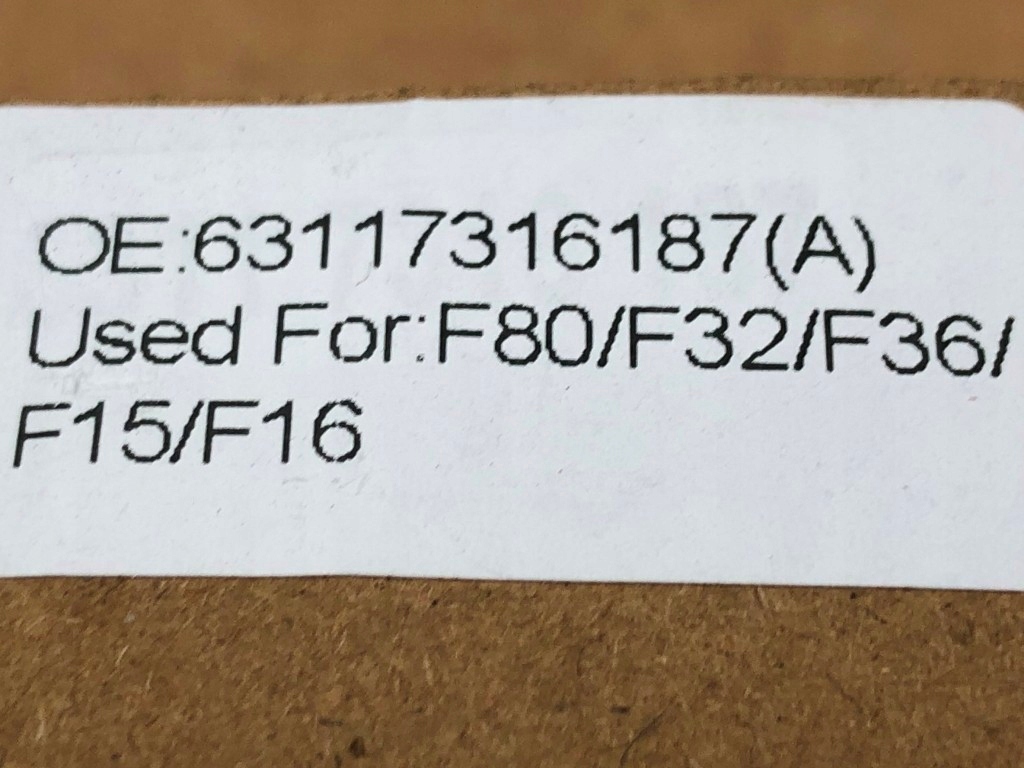 OE:63117316187(A)
Used For:F80/F32/F36/
F15/F16